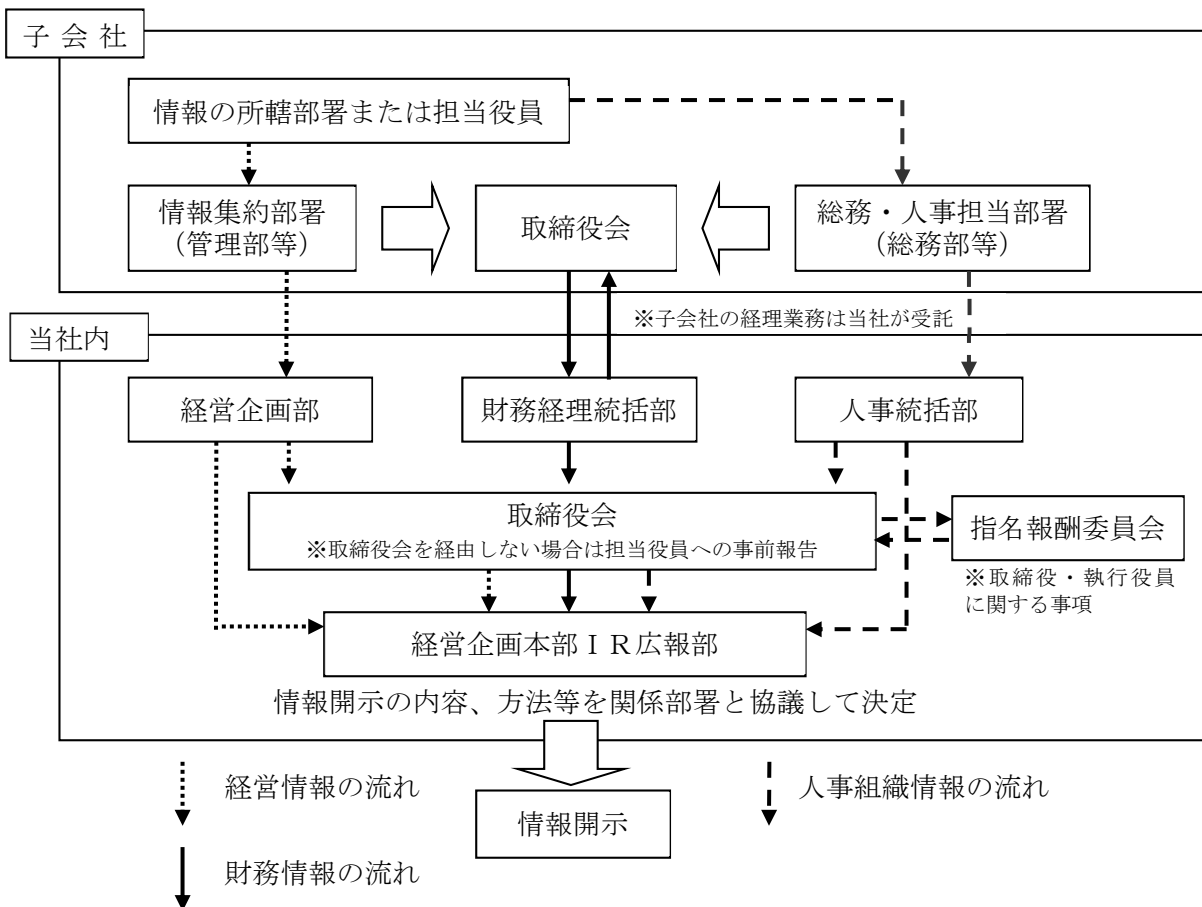 子 会 社
情報の所轄部署または担当役員
情報集約部署
（管理部等）
取締役会
総務・人事担当部署
（総務部等）
※子会社の経理業務は当社が受託
当社内
経営企画部
財務経理統括部
人事統括部
取締役会
※取締役会を経由しない場合は担当役員への事前報告
指名報酬委員会
※取締役・執行役員
に関する事項
経営企画本部ＩＲ広報部
情報開示の内容、方法等を関係部署と協議して決定
経営情報の流れ
人事組織情報の流れ
情報開示
財務情報の流れ